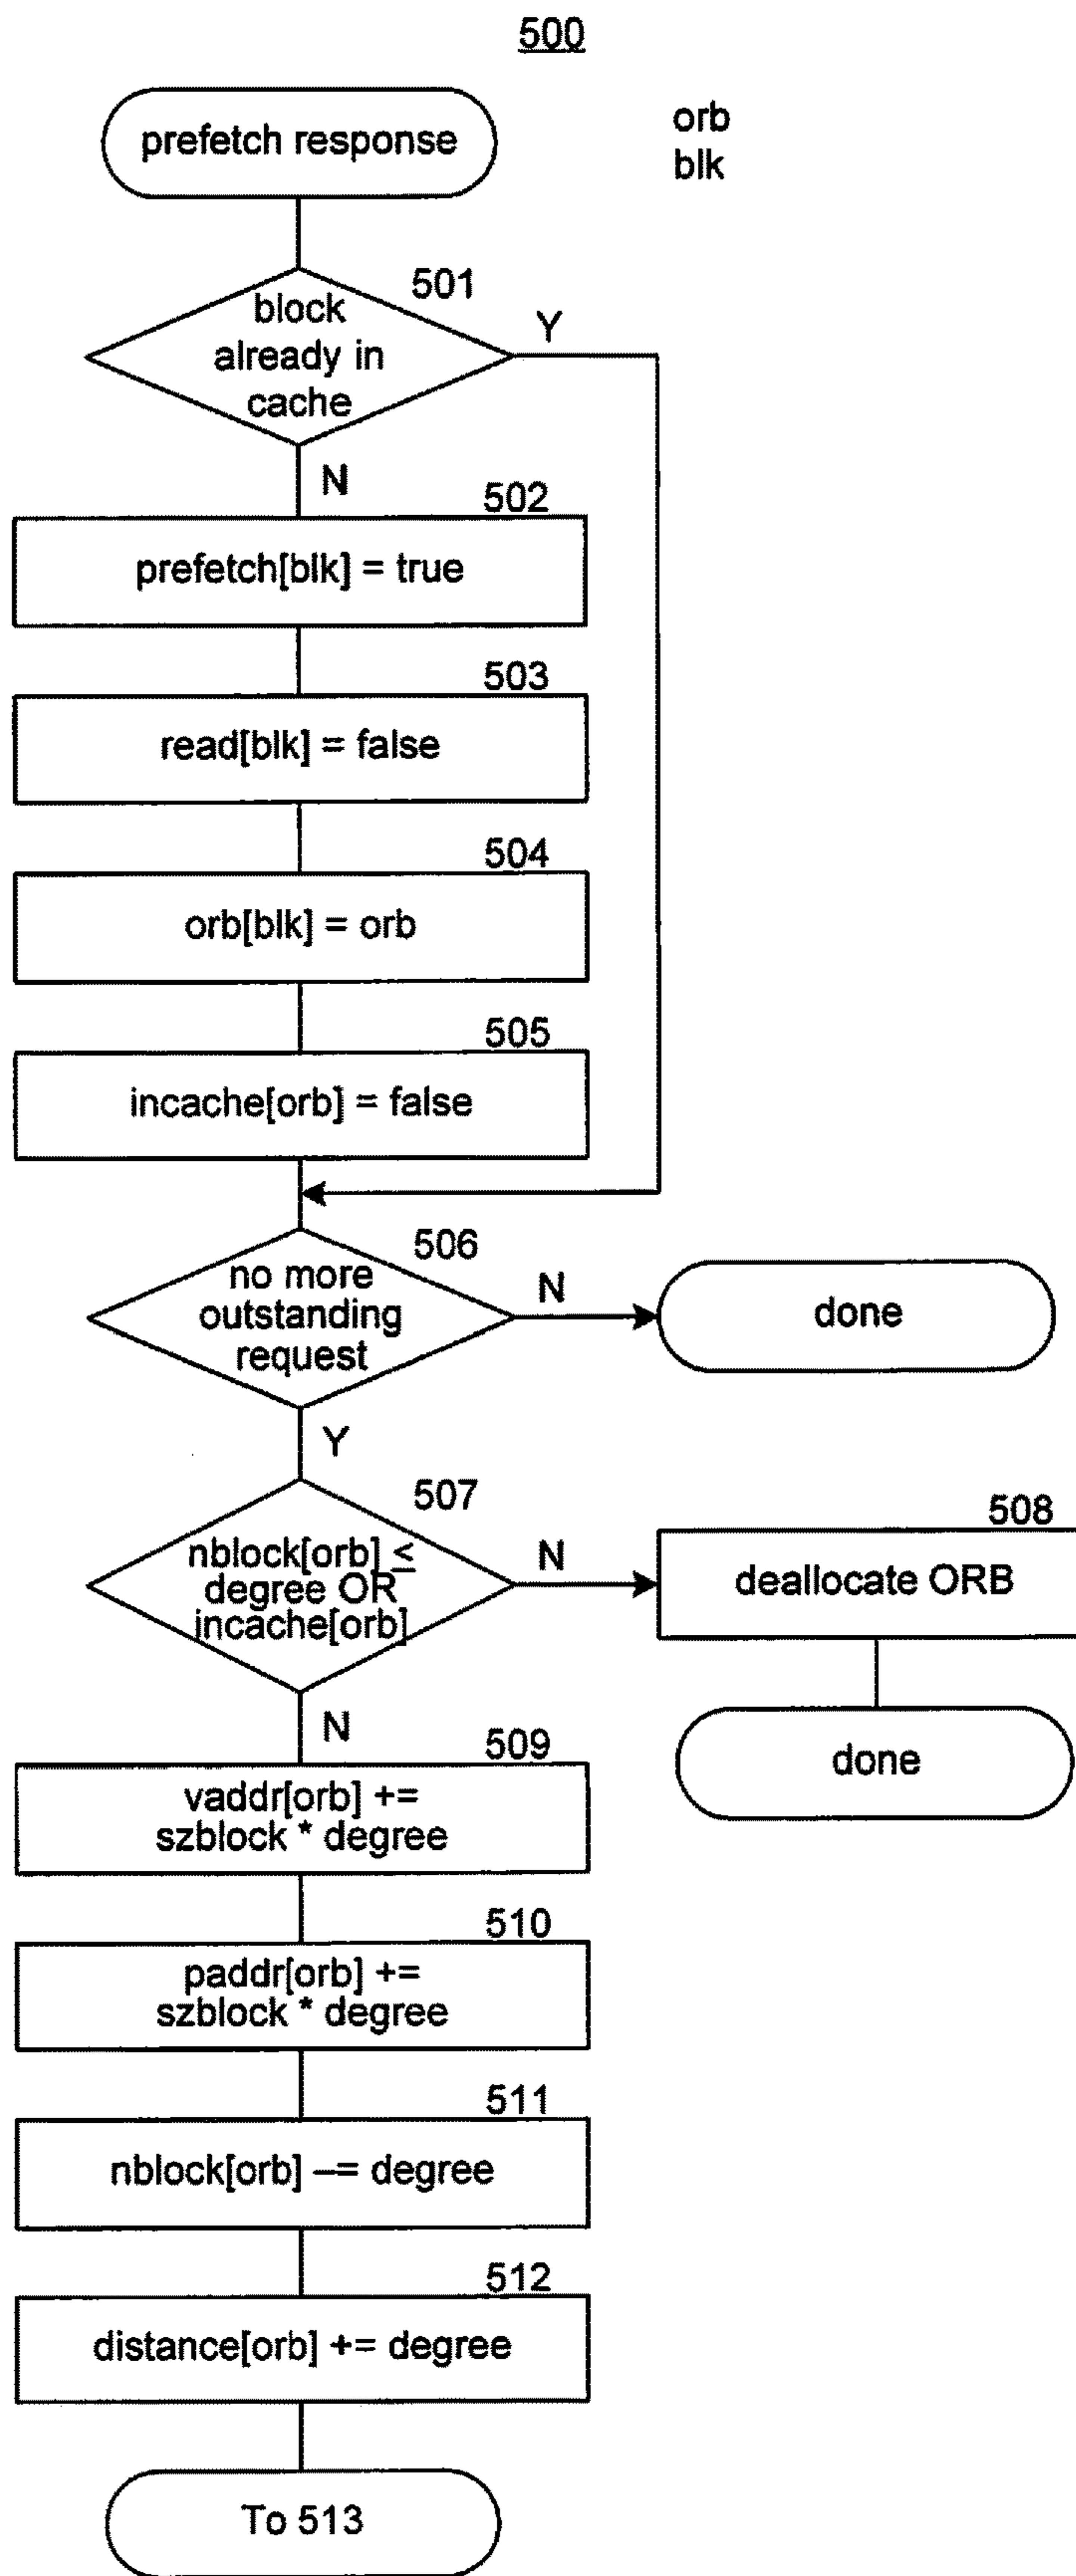 500
prefetch response
orb
blk
501
block
already in
cache
Y
N
502
prefetch[blk] = true
503
read[blk] = false
504
orb[blk] = orb
505
incache[orb] = false
506
no more
outstanding
request
N
done
Y
507
nblock[orb] ≤
degree OR
incache[orb]
N
508
deallocate ORB
done
N
509
vaddr[orb] +=
szblock * degree
510
paddr[orb] +=
szblock * degree
511
nblock[orb] –= degree
512
distance[orb] += degree
To 513